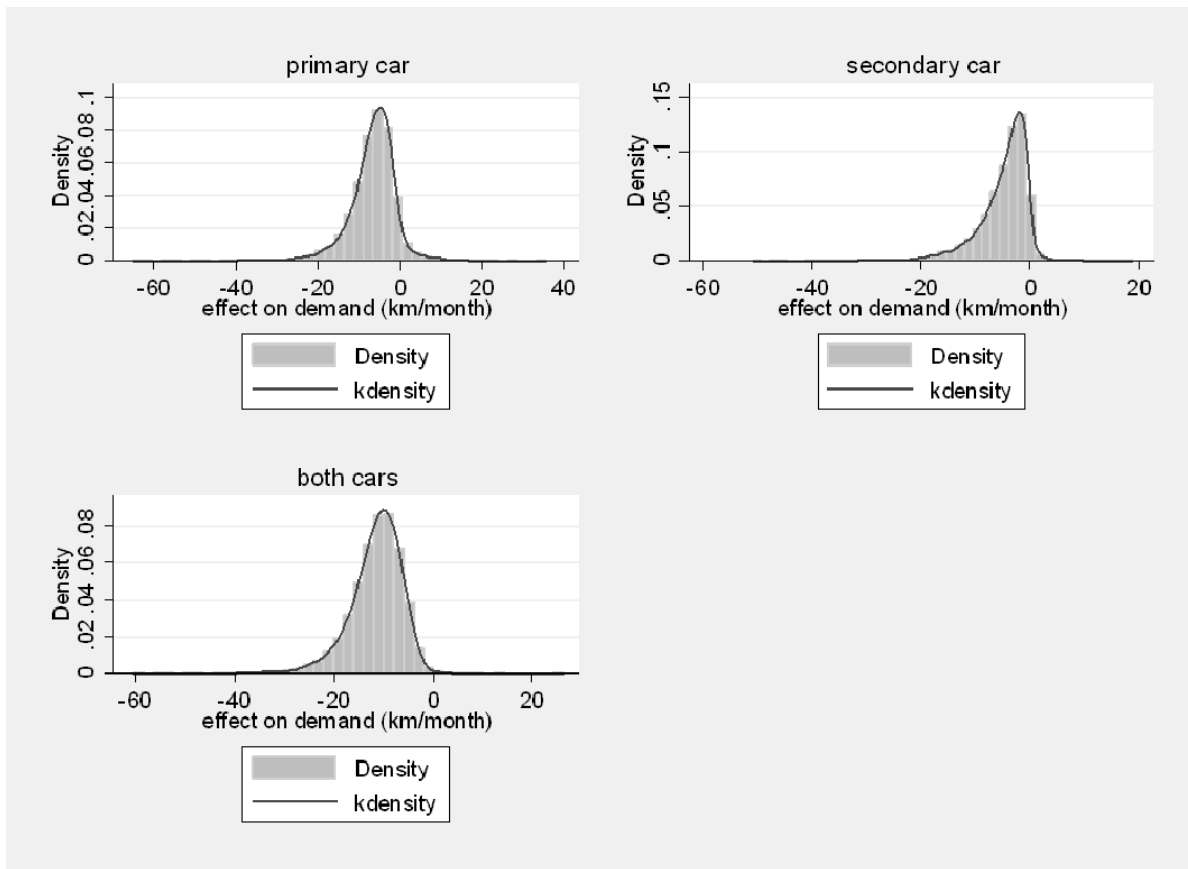 primary car
Density
0 .02 .04 .06 .08 .1
-60 -40 -20 0 20 40
effect on demand (km/month)
Density
kdensity
secondary car
Density
0 .05 .1 .15
-60 -40 -20 0 20
effect on demand (km/month)
Density
kdensity
both cars
Density
0 .02 .04 .06 .08
-60 -40 -20 0 20
effect on demand (km/month)
Density
kdensity